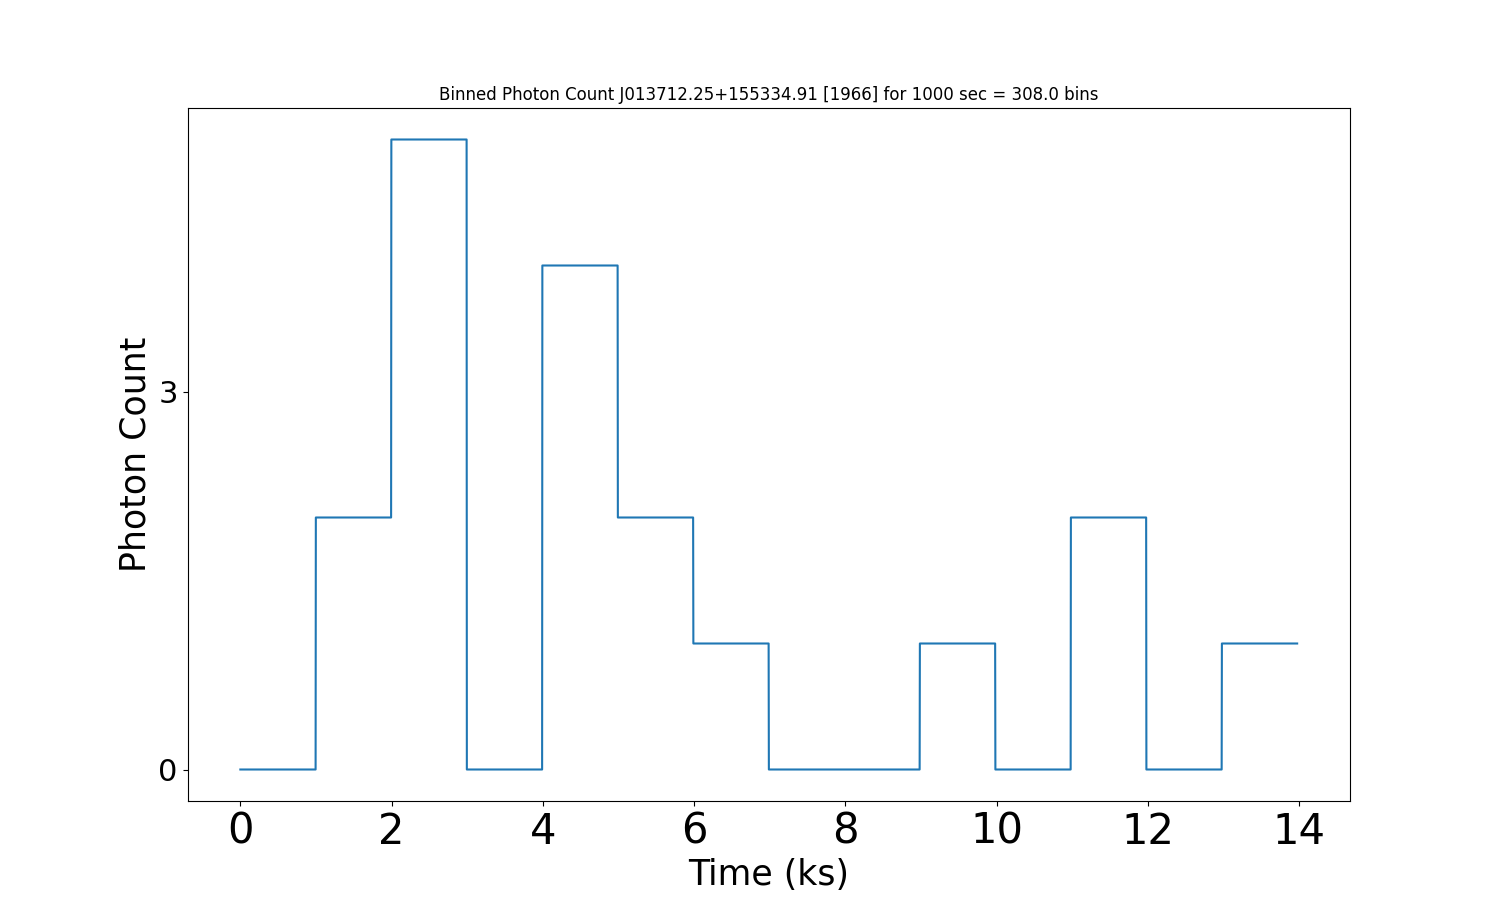 Binned Photon Count J013712.25+155334.91 [1966] for 1000 sec = 308.0 bins
Photon Count
3
0
0 2 4 6 8 10 12 14
Time (ks)